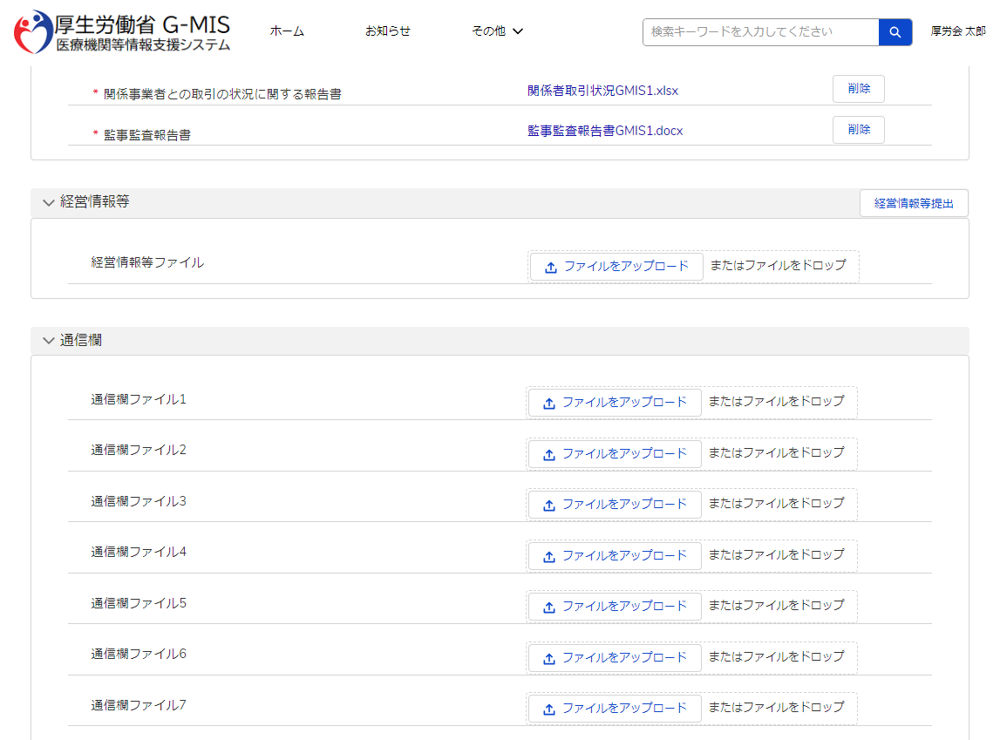 厚生労働省 G-MIS
医療機関等情報支援システム
ホーム
お知らせ
その他
検索キーワードを入力してください
厚労会 太郎
* 関係事業者との取引の状況に関する報告書
関係者取引状況GMIS1.xlsx
削除
* 監事監査報告書
監事監査報告書GMIS1.docx
削除
経営情報等
経営情報等提出
経営情報等ファイル
ファイルをアップロード
またはファイルをドロップ
通信欄
通信欄ファイル1
ファイルをアップロード
またはファイルをドロップ
通信欄ファイル2
ファイルをアップロード
またはファイルをドロップ
通信欄ファイル3
ファイルをアップロード
またはファイルをドロップ
通信欄ファイル4
ファイルをアップロード
またはファイルをドロップ
通信欄ファイル5
ファイルをアップロード
またはファイルをドロップ
通信欄ファイル6
ファイルをアップロード
またはファイルをドロップ
通信欄ファイル7
ファイルをアップロード
またはファイルをドロップ